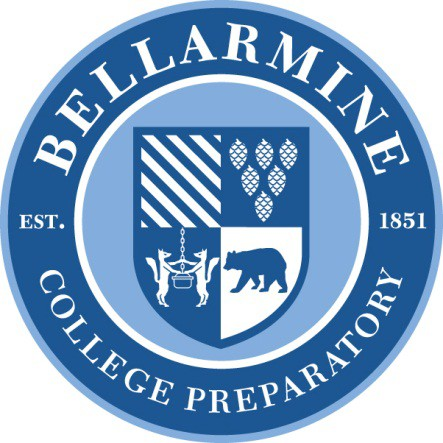 BELLARMINE
EST. 1851
COLLEGE PREPARATORY